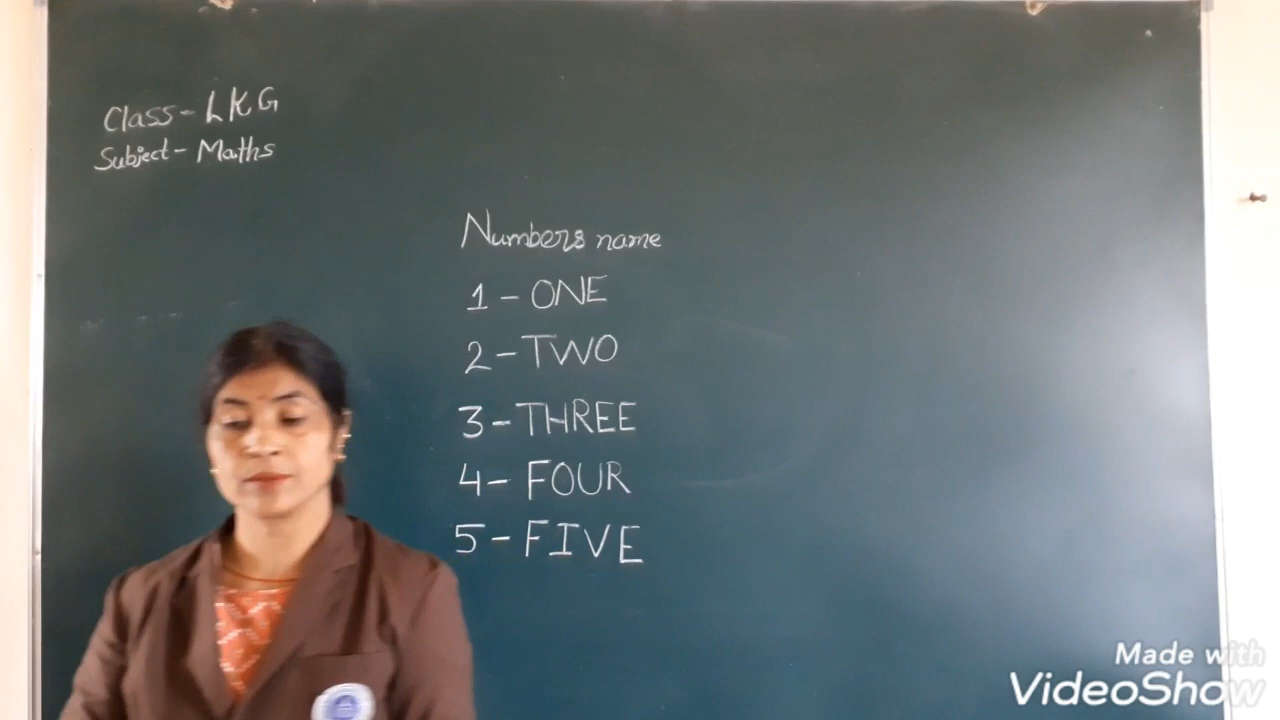 Class - LKG
Subject - Maths
Numbers name
1 - ONE
2 - TWO
3 - THREE
4 - FOUR
5 - FIVE
Made with
VideoShow